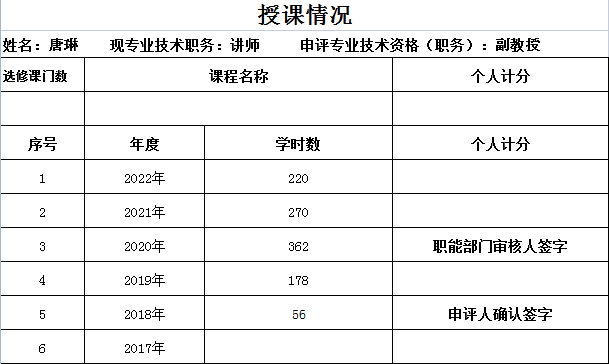 授课情况
姓名：唐琳 现专业技术职务：讲师 申评专业技术资格（职务）：副教授
选修课门数 课程名称 个人计分
序号 年度 学时数 个人计分
1 2022年 220
2 2021年 270
3 2020年 362 职能部门审核人签字
4 2019年 178
5 2018年 56 申评人确认签字
6 2017年